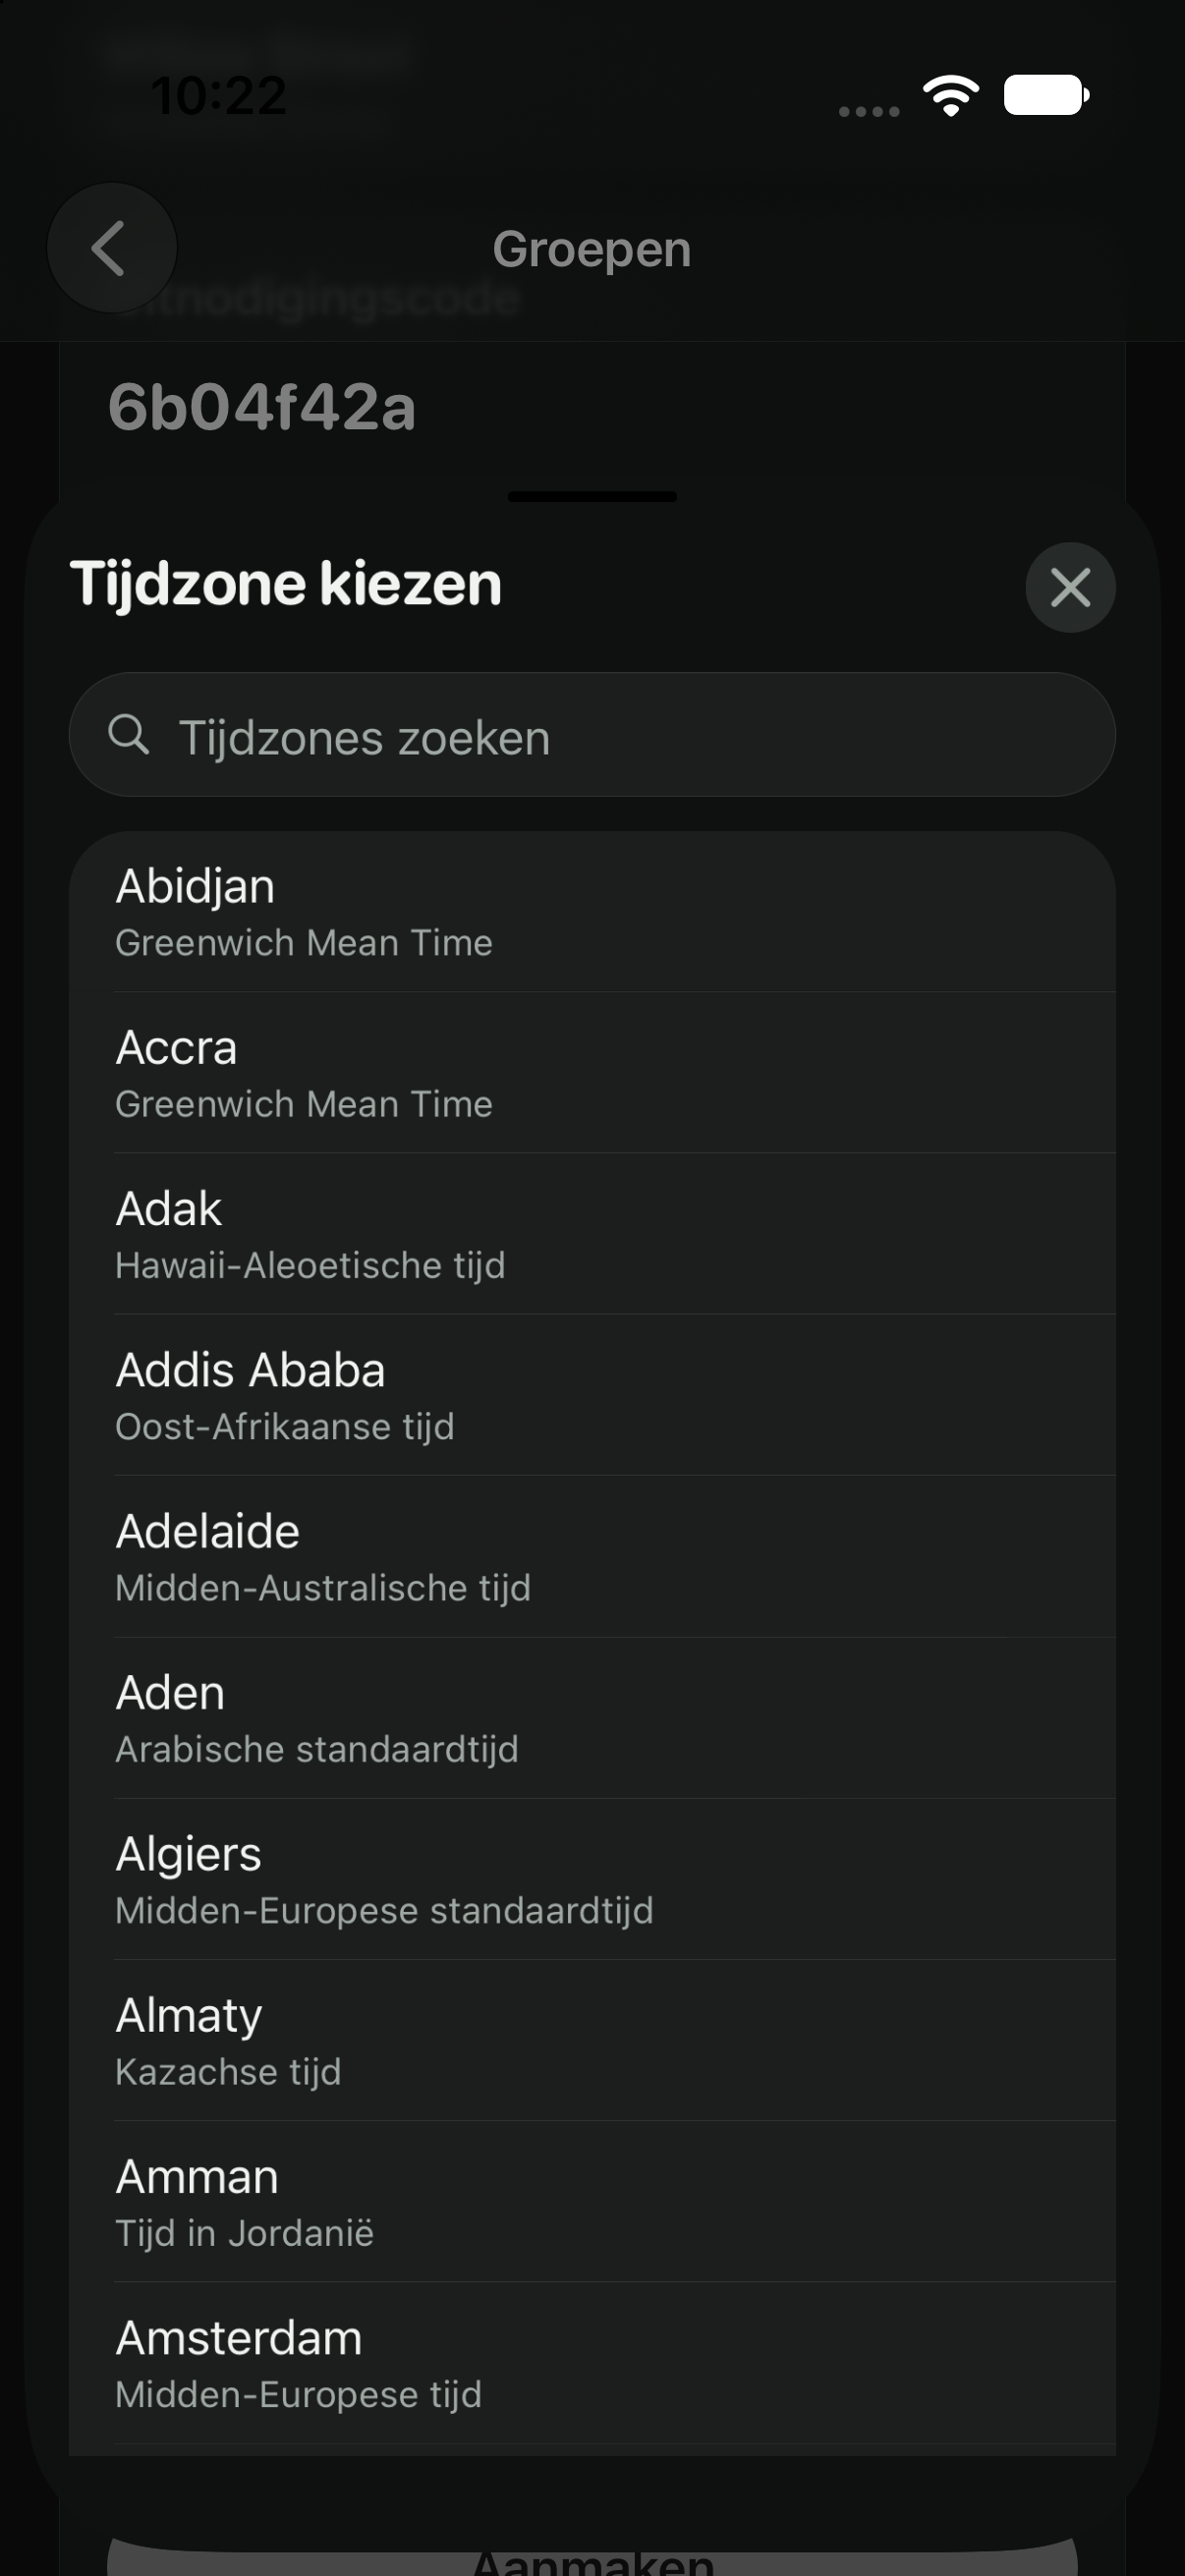 10:22
Groepen
6b04f42a
Tijdzone kiezen
Tijdzones zoeken
Abidjan
Greenwich Mean Time
Accra
Greenwich Mean Time
Adak
Hawaii-Aleoetische tijd
Addis Ababa
Oost-Afrikaanse tijd
Adelaide
Midden-Australische tijd
Aden
Arabische standaardtijd
Algiers
Midden-Europese standaardtijd
Almaty
Kazachse tijd
Amman
Tijd in Jordanië
Amsterdam
Midden-Europese tijd
Aanmaken